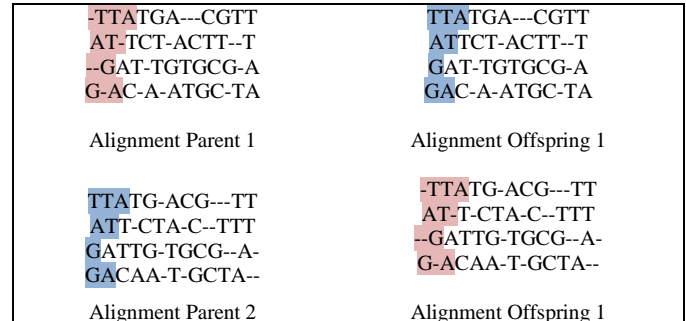 -TTATGA---CGTT
AT-TCT-ACTT--T
--GAT-TGTGCG-A
G-AC-A-ATGC-TA
Alignment Parent 1
TTATGA---CGTT
ATTCT-ACTT--T
GAT-TGTGCG-A
GAC-A-ATGC-TA
Alignment Offspring 1
TTATG-ACG---TT
ATT-CTA-C--TTT
GATTG-TGCG--A-
GACAA-T-GCTA--
Alignment Parent 2
-TTATG-ACG---TT
AT-T-CTA-C--TTT
--GATTG-TGCG--A-
G-ACAA-T-GCTA--
Alignment Offspring 1